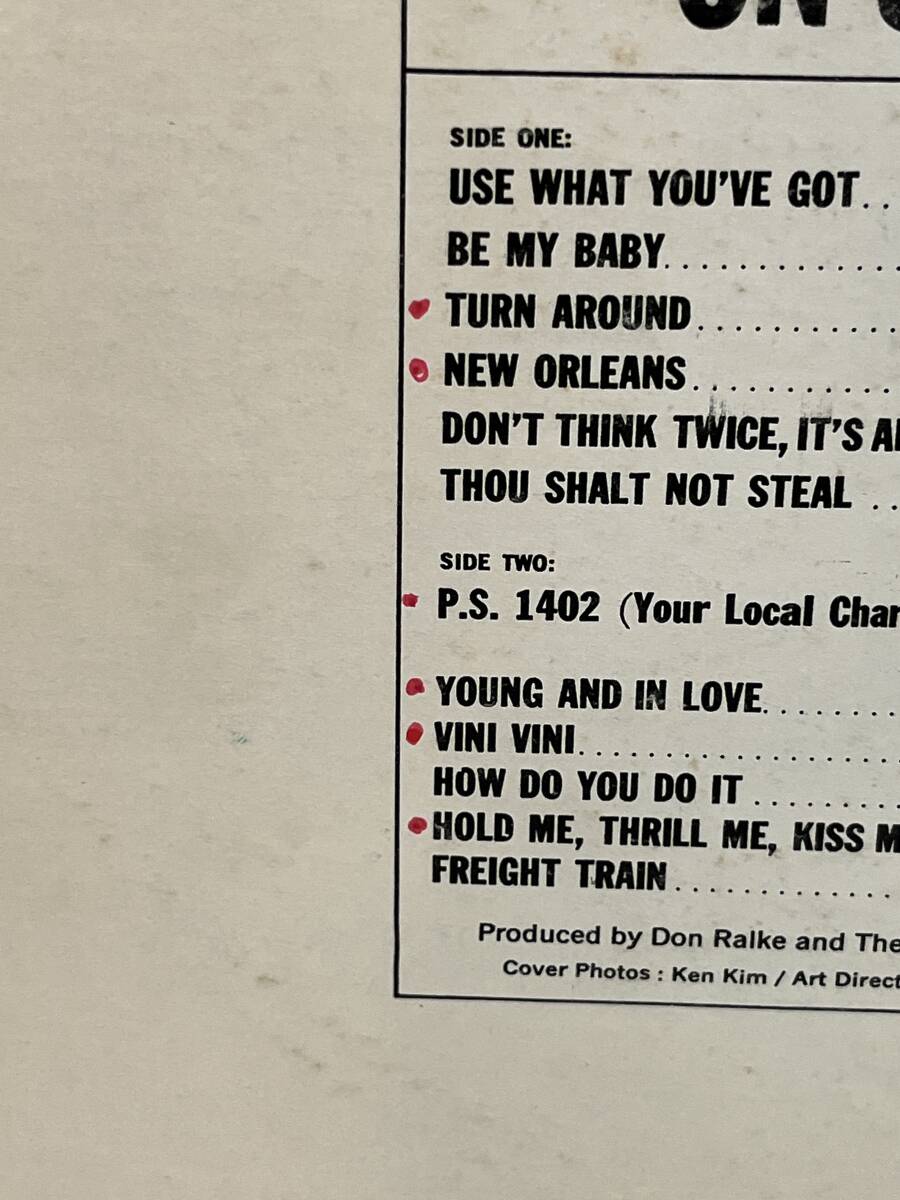 ON
SIDE ONE:
USE WHAT YOU'VE GOT..
BE MY BABY.............
TURN AROUND...........
NEW ORLEANS...........
DON'T THINK TWICE, IT'S
THOU SHALT NOT STEAL ..
SIDE TWO:
P.S. 1402 (Your Local
YOUNG AND IN LOVE........
VINI VINI..................
HOW DO YOU DO IT .........
HOLD ME, THRILL ME, KISS
FREIGHT TRAIN.............
Produced by Don Ralke and The
Cover Photos : Ken Kim / Art